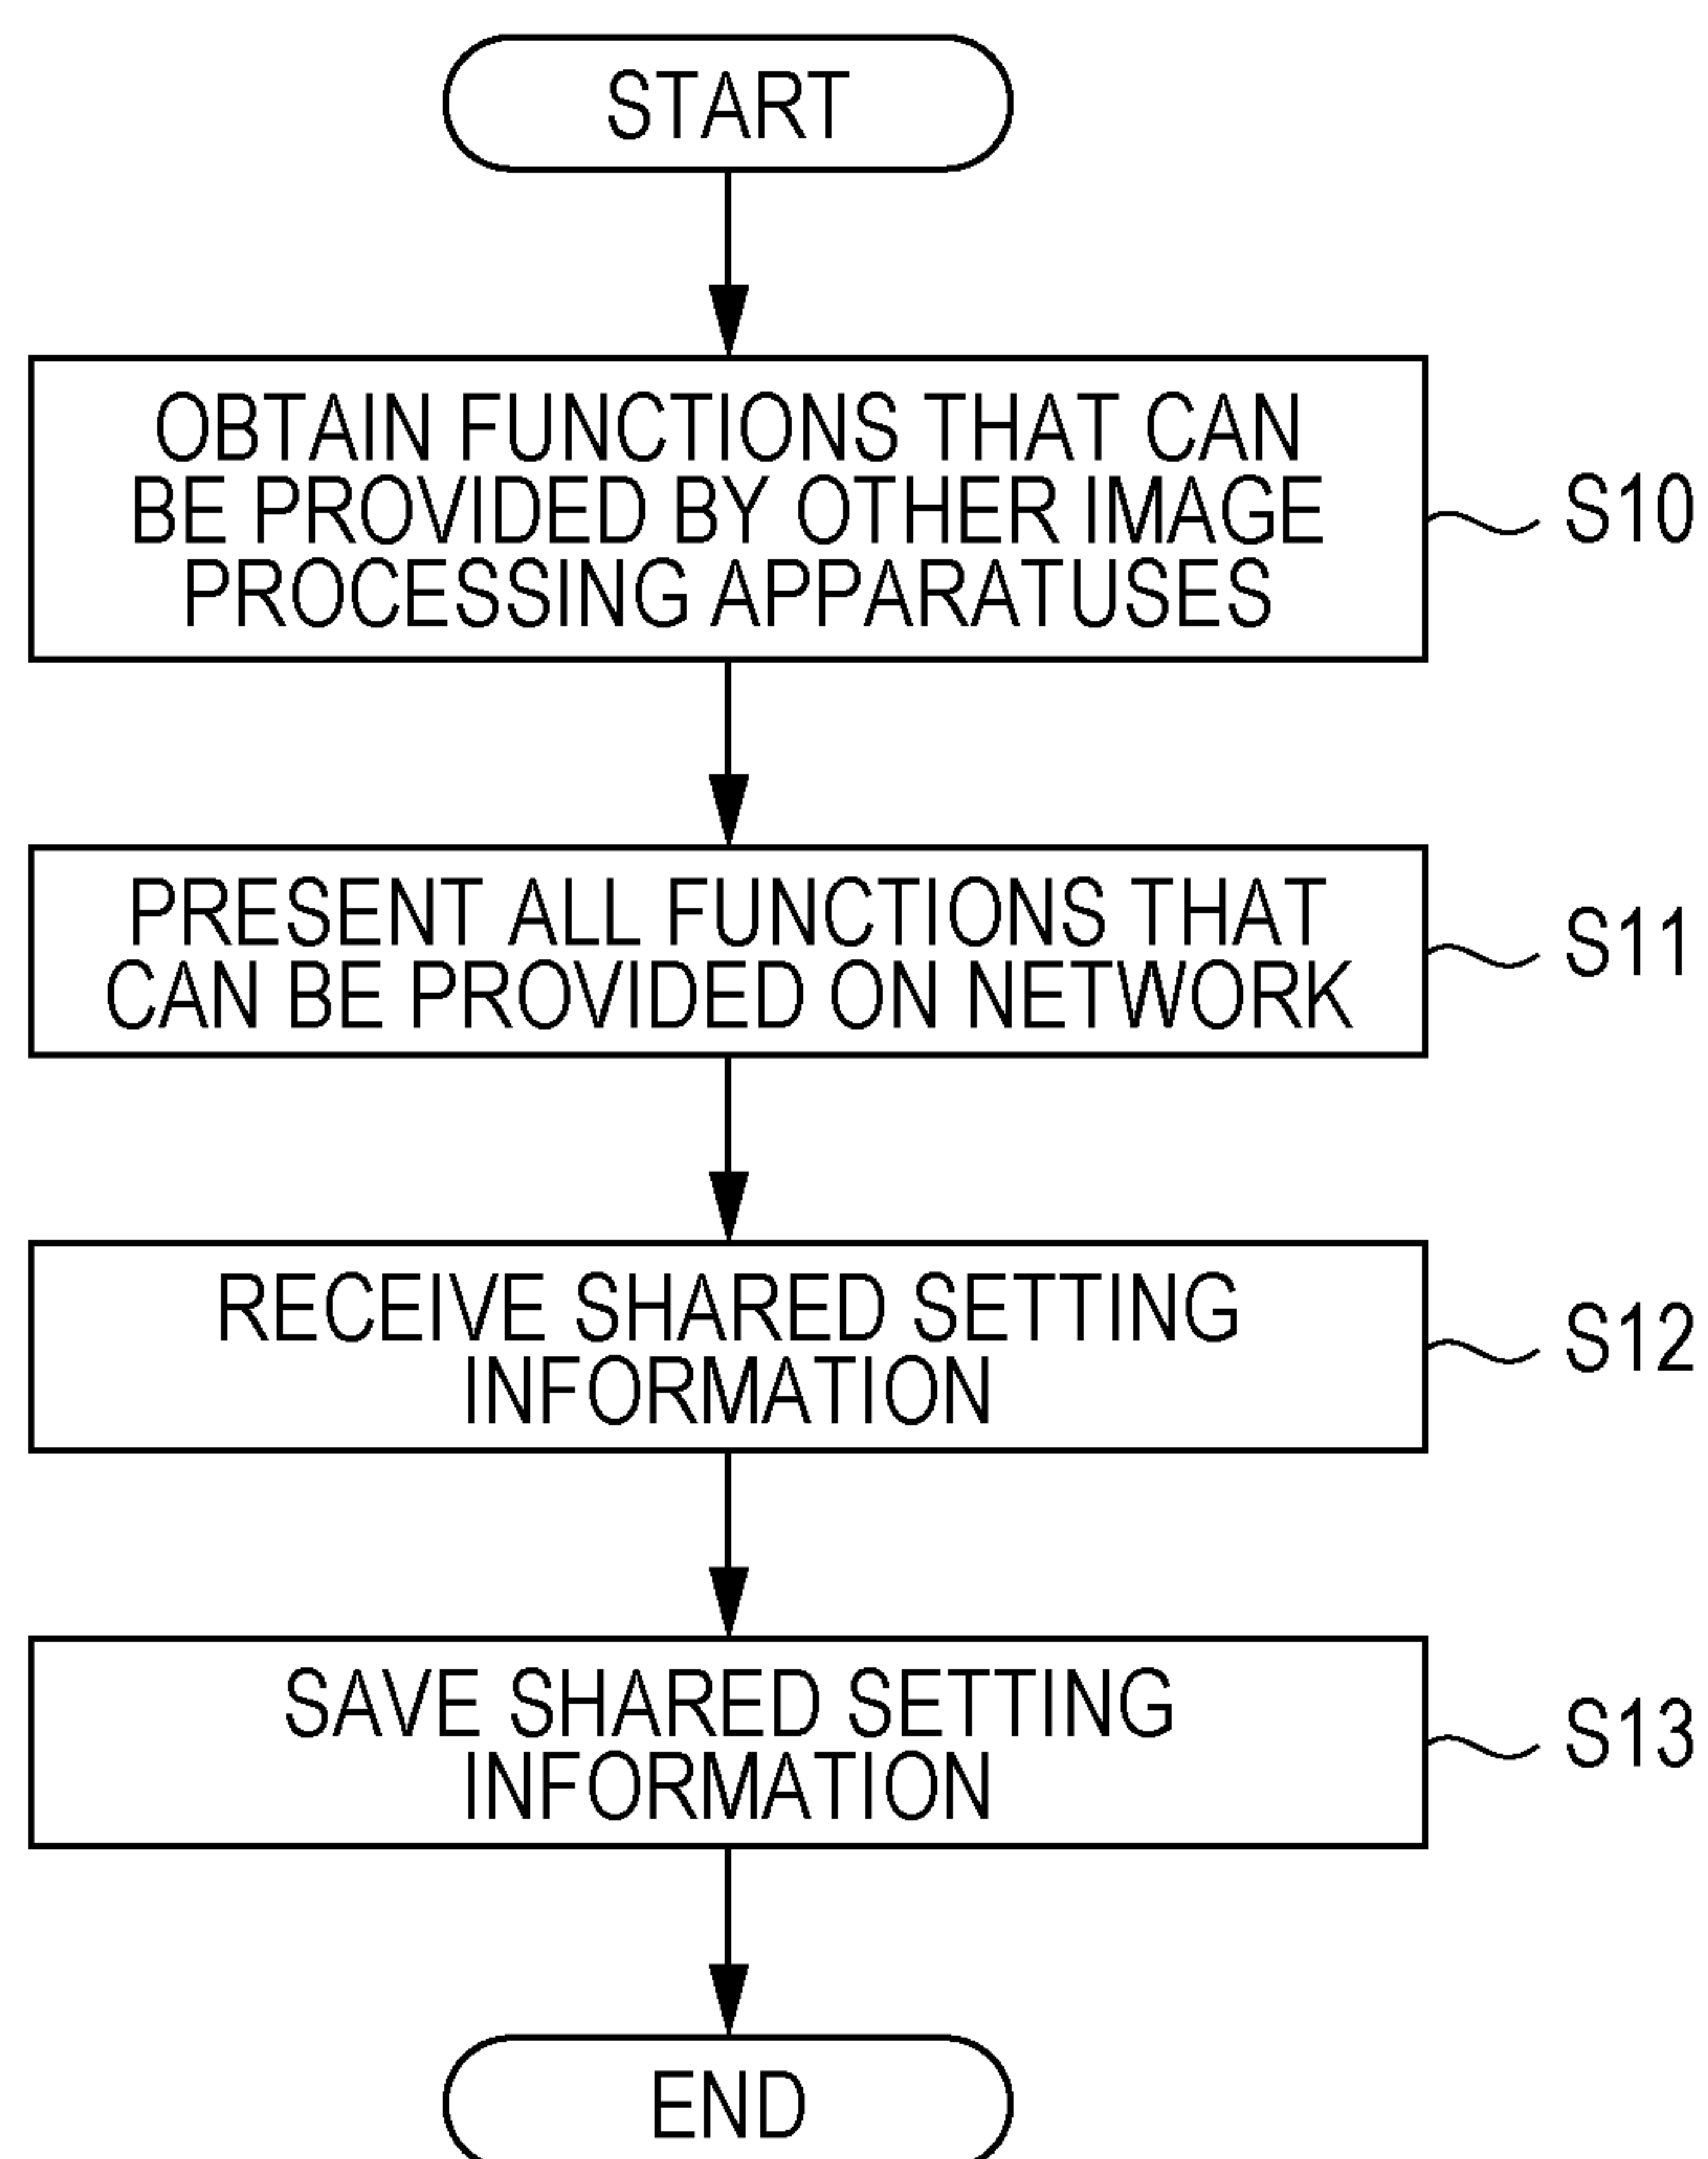 START
OBTAIN FUNCTIONS THAT CAN
BE PROVIDED BY OTHER IMAGE
PROCESSING APPARATUSES
S10
PRESENT ALL FUNCTIONS THAT
CAN BE PROVIDED ON NETWORK
S11
RECEIVE SHARED SETTING
INFORMATION
S12
SAVE SHARED SETTING
INFORMATION
S13
END